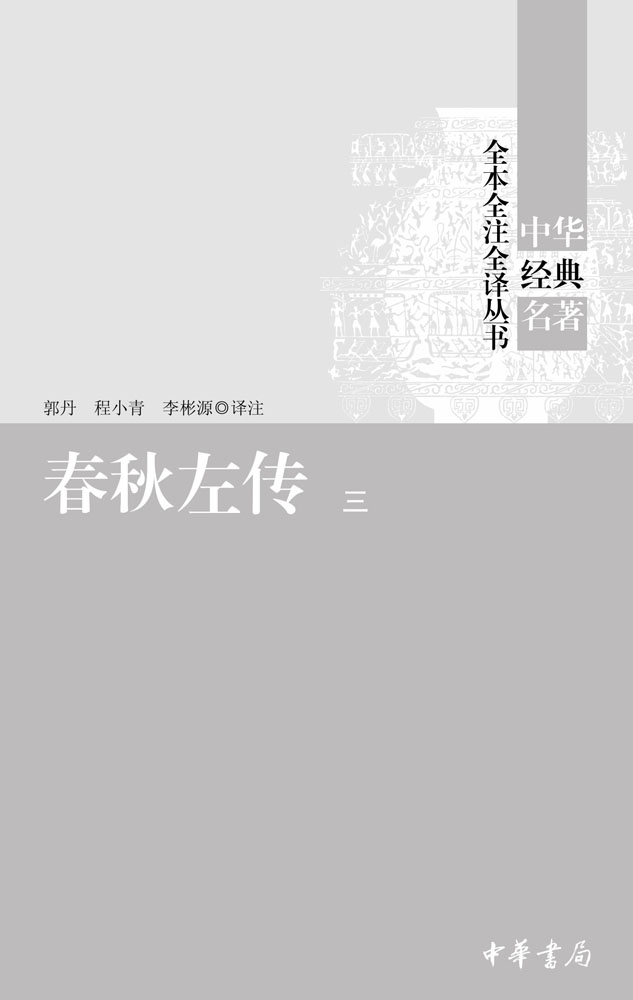 中华
经典
名著
全本全注全译丛书
郭丹 程小青 李彬源◎译注
春秋左传 三
中華書局